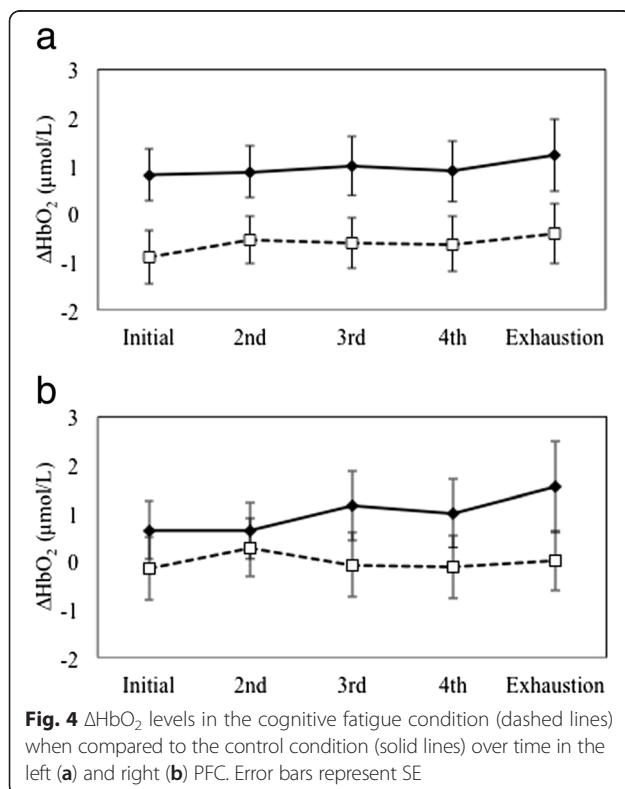 a
3
2
1
0
-1
-2
ΔHbO₂ (μmol/L)
Initial 2nd 3rd 4th Exhaustion
b
3
2
1
0
-1
-2
ΔHbO₂ (μmol/L)
Initial 2nd 3rd 4th Exhaustion
Fig. 4 ΔHbO₂ levels in the cognitive fatigue condition (dashed lines)
when compared to the control condition (solid lines) over time in the
left (a) and right (b) PFC. Error bars represent SE